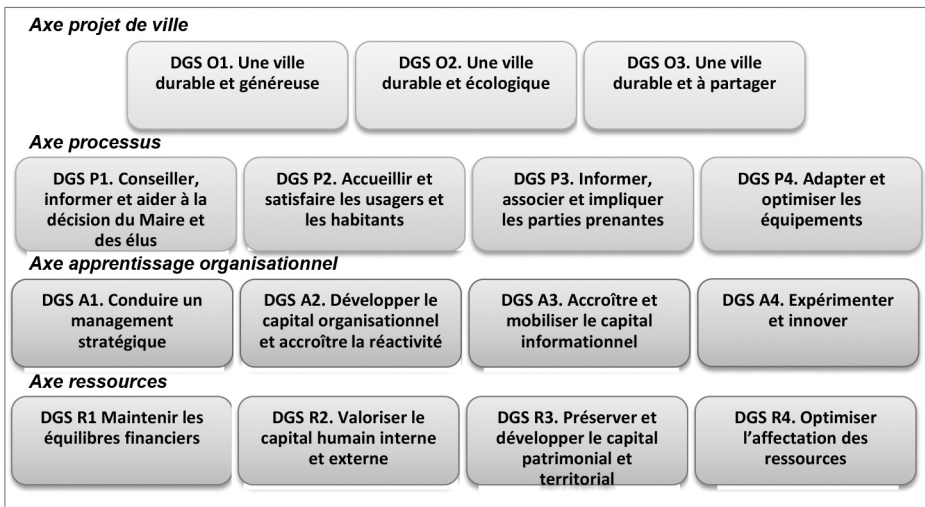 Axe projet de ville
DGS O1. Une ville
durable et généreuse
DGS O2. Une ville
durable et écologique
DGS O3. Une ville
durable et à partager
Axe processus
DGS P1. Conseiller,
informer et aider à la
décision du Maire et
des élus
DGS P2. Accueillir et
satisfaire les usagers et
les habitants
DGS P3. Informer,
associer et impliquer
les parties prenantes
DGS P4. Adapter et
optimiser les
équipements
Axe apprentissage organisationnel
DGS A1. Conduire un
management
stratégique
DGS A2. Développer le
capital organisationnel
et accroître la réactivité
DGS A3. Accroître et
mobiliser le capital
informationnel
DGS A4. Expérimenter
et innover
Axe ressources
DGS R1 Maintenir les
équilibres financiers
DGS R2. Valoriser le
capital humain interne
et externe
DGS R3. Préserver et
développer le capital
patrimonial et
territorial
DGS R4. Optimiser
l’affectation des
ressources